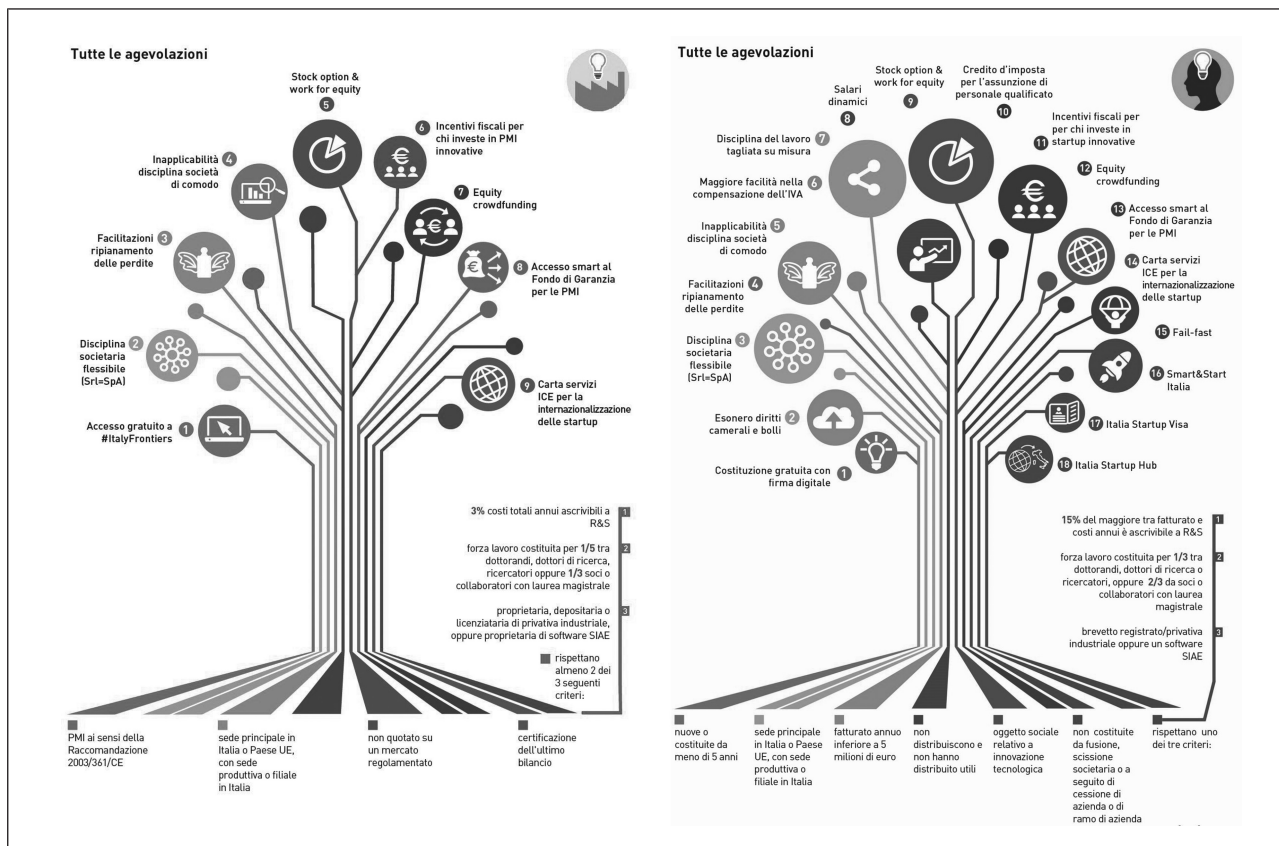 Tutte le agevolazioni
Stock option &
work for equity
5
6 Incentivi fiscali per
chi investe in PMI
innovative
Inapplicabilità 4
disciplina società
di comodo
7 Equity
crowdfunding
Facilitazioni 3
ripianamento
delle perdite
8 Accesso smart al
Fondo di Garanzia
per le PMI
Disciplina 2
societaria
flessibile
(Srl=SpA)
9 Carta servizi
ICE per la
internazionalizzazione
delle startup
Accesso gratuito a 1
#ItalyFrontiers
3% costi totali annui ascrivibili a 1
R&S
forza lavoro costituita per 1/5 tra 2
dottorandi, dottori di ricerca,
ricercatori oppure 1/3 soci o
collaboratori con laurea magistrale
proprietaria, depositaria o 3
licenziataria di privativa industriale,
oppure proprietaria di software SIAE
rispettano
almeno 2 dei
3 seguenti
criteri:
PMI ai sensi della
Raccomandazione
2003/361/CE
sede principale in
Italia o Paese UE,
con sede
produttiva o filiale
in Italia
non quotato su
un mercato
regolamentato
certificazione
dell'ultimo
bilancio
Tutte le agevolazioni
Salari
dinamici
8
Stock option &
work for equity
9
Credito d'imposta
per l'assunzione di
personale qualificato
10
Incentivi fiscali per
per chi investe in
11 startup innovative
Disciplina del lavoro 7
tagliata su misura
12 Equity
crowdfunding
Maggiore facilità nella 6
compensazione dell'IVA
13 Accesso smart al
Fondo di Garanzia
per le PMI
Inapplicabilità 5
disciplina società
di comodo
14 Carta servizi
ICE per la
internazionalizzazione
delle startup
Facilitazioni 4
ripianamento
delle perdite
15 Fail-fast
Disciplina 3
societaria
flessibile
(Srl=SpA)
16 Smart&Start
Italia
Esonero diritti 2
camerali e bolli
17 Italia Startup Visa
Costituzione gratuita con 1
firma digitale
18 Italia Startup Hub
15% del maggiore tra fatturato e 1
costi annui è ascrivibile a R&S
forza lavoro costituita per 1/3 tra 2
dottorandi, dottori di ricerca o
ricercatori, oppure 2/3 da soci o
collaboratori con laurea
magistrale
brevetto registrato/privativa 3
industriale oppure un software
SIAE
nuove o
costituite da
meno di 5 anni
sede principale
in Italia o Paese
UE, con sede
produttiva o
filiale in Italia
fatturato annuo
inferiore a 5
milioni di euro
non
distribuiscono e
non hanno
distribuito utili
oggetto sociale
relativo a
innovazione
tecnologica
non costituite
da fusione,
scissione
societaria o a
seguito di
cessione di
azienda o di
ramo di azienda
rispettano uno
dei tre criteri: